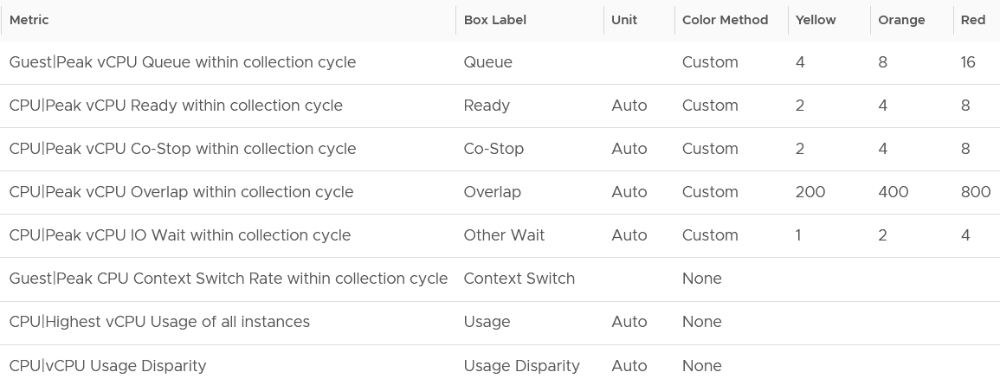 Metric Box Label Unit Color Method Yellow Orange Red
Guest|Peak vCPU Queue within collection cycle Queue Custom 4 8 16
CPU|Peak vCPU Ready within collection cycle Ready Auto Custom 2 4 8
CPU|Peak vCPU Co-Stop within collection cycle Co-Stop Auto Custom 2 4 8
CPU|Peak vCPU Overlap within collection cycle Overlap Auto Custom 200 400 800
CPU|Peak vCPU IO Wait within collection cycle Other Wait Auto Custom 1 2 4
Guest|Peak CPU Context Switch Rate within collection cycle Context Switch None
CPU|Highest vCPU Usage of all instances Usage Auto None
CPU|vCPU Usage Disparity Usage Disparity Auto None